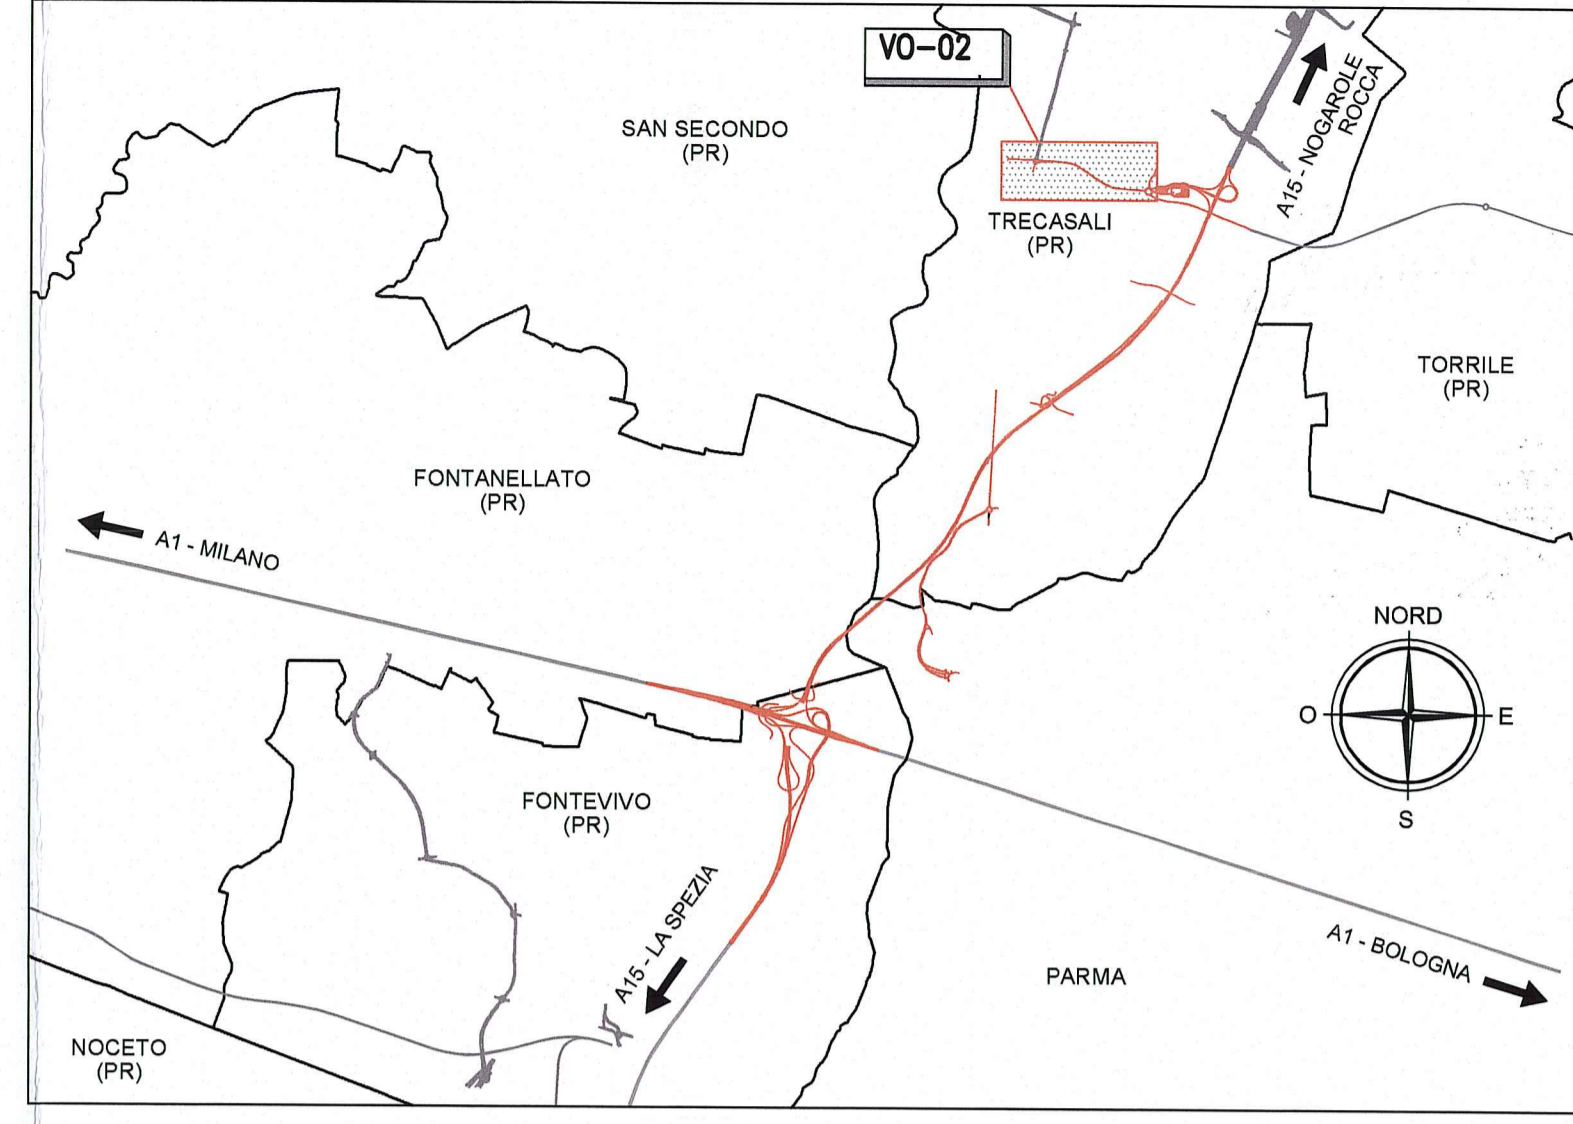 VO-02
SAN SECONDO
(PR)
A15 - NOGAROLE
ROCCA
TRECASALI
(PR)
TORRILE
(PR)
FONTANELLATO
(PR)
A1 - MILANO
NORD
O
E
S
FONTEVIVO
(PR)
A15 - LA SPEZIA
A1 - BOLOGNA
PARMA
NOCETO
(PR)